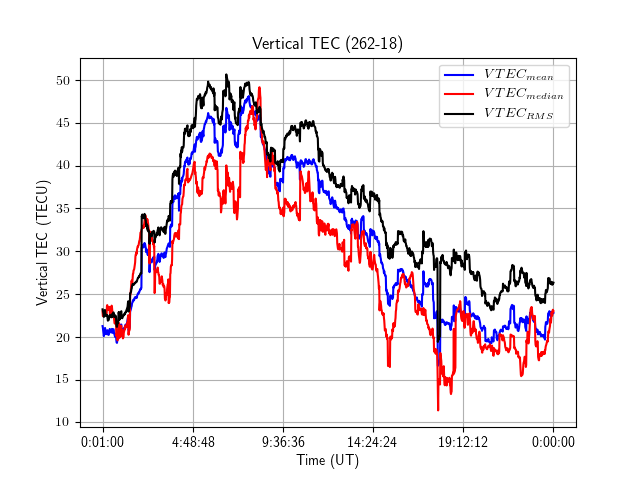 Vertical TEC (262-18)
VTEC_mean
VTEC_median
VTEC_RMS
Vertical TEC (TECU)
50
45
40
35
30
25
20
15
10
0:01:00 4:48:48 9:36:36 14:24:24 19:12:12 0:00:00
Time (UT)